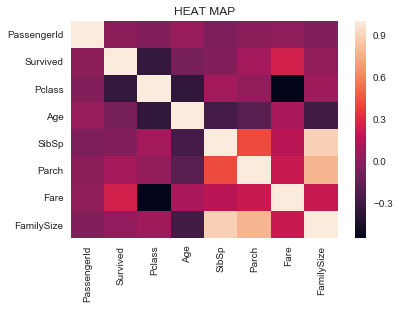 HEAT MAP
PassengerId
Survived
Pclass
Age
SibSp
Parch
Fare
FamilySize
0.9
0.6
0.3
0.0
−0.3
PassengerId
Survived
Pclass
Age
SibSp
Parch
Fare
FamilySize